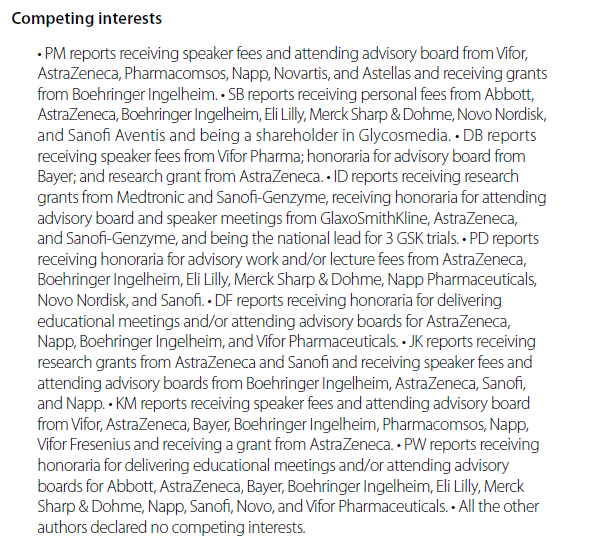 Competing interests
• PM reports receiving speaker fees and attending advisory board from Vifor,
AstraZeneca, Pharmacomsos, Napp, Novartis, and Astellas and receiving grants
from Boehringer Ingelheim. • SB reports receiving personal fees from Abbott,
AstraZeneca, Boehringer Ingelheim, Eli Lilly, Merck Sharp & Dohme, Novo Nordisk,
and Sanofi Aventis and being a shareholder in Glycosmedia. • DB reports
receiving speaker fees from Vifor Pharma; honoraria for advisory board from
Bayer; and research grant from AstraZeneca. • ID reports receiving research
grants from Medtronic and Sanofi-Genzyme, receiving honoraria for attending
advisory board and speaker meetings from GlaxoSmithKline, AstraZeneca,
and Sanofi-Genzyme, and being the national lead for 3 GSK trials. • PD reports
receiving honoraria for advisory work and/or lecture fees from AstraZeneca,
Boehringer Ingelheim, Eli Lilly, Merck Sharp & Dohme, Napp Pharmaceuticals,
Novo Nordisk, and Sanofi. • DF reports receiving honoraria for delivering
educational meetings and/or attending advisory boards for AstraZeneca,
Napp, Boehringer Ingelheim, and Vifor Pharmaceuticals. • JK reports receiving
research grants from AstraZeneca and Sanofi and receiving speaker fees and
attending advisory boards from Boehringer Ingelheim, AstraZeneca, Sanofi,
and Napp. • KM reports receiving speaker fees and attending advisory board
from Vifor, AstraZeneca, Bayer, Boehringer Ingelheim, Pharmacomsos, Napp,
Vifor Fresenius and receiving a grant from AstraZeneca. • PW reports receiving
honoraria for delivering educational meetings and/or attending advisory
boards for Abbott, AstraZeneca, Bayer, Boehringer Ingelheim, Eli Lilly, Merck
Sharp & Dohme, Napp, Sanofi, Novo, and Vifor Pharmaceuticals. • All the other
authors declared no competing interests.